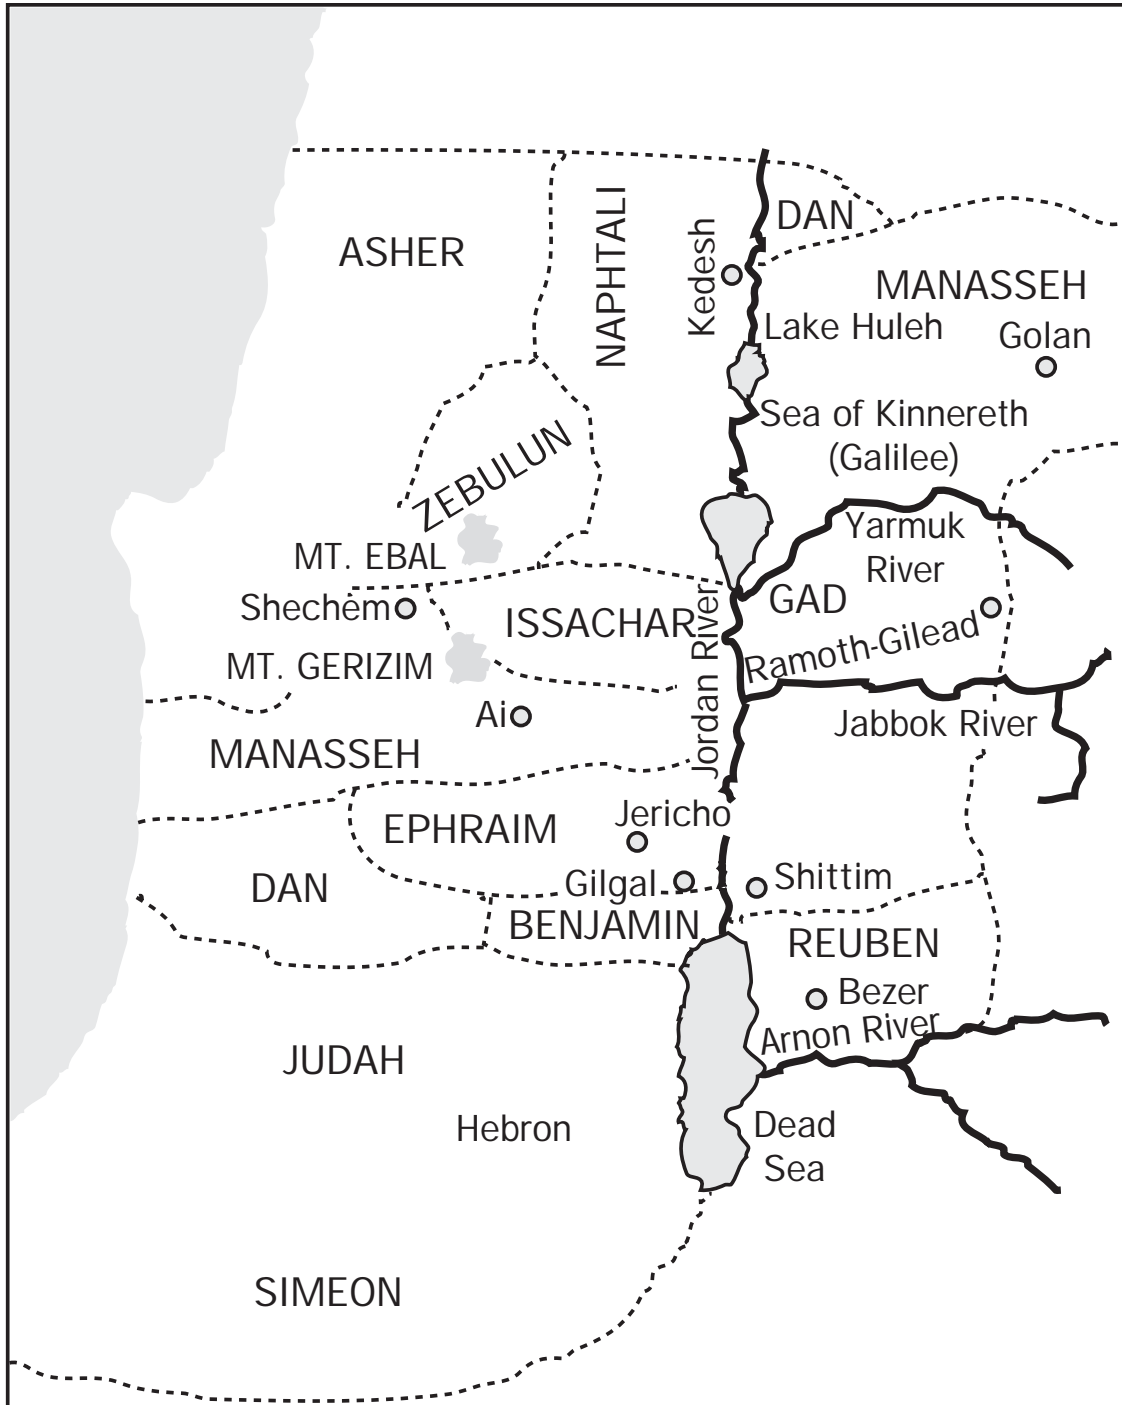 DAN
ASHER
NAPHTALI
Kedesh
MANASSEH
Lake Huleh
Golan
Sea of Kinnereth
(Galilee)
ZEBULUN
Yarmuk
River
MT. EBAL
GAD
Shechem
ISSACHAR
Ramoth-Gilead
MT. GERIZIM
Jordan River
Ai
Jabbok River
MANASSEH
Jericho
EPHRAIM
Gilgal
Shittim
DAN
BENJAMIN
REUBEN
Bezer
Arnon River
JUDAH
Hebron
Dead
Sea
SIMEON